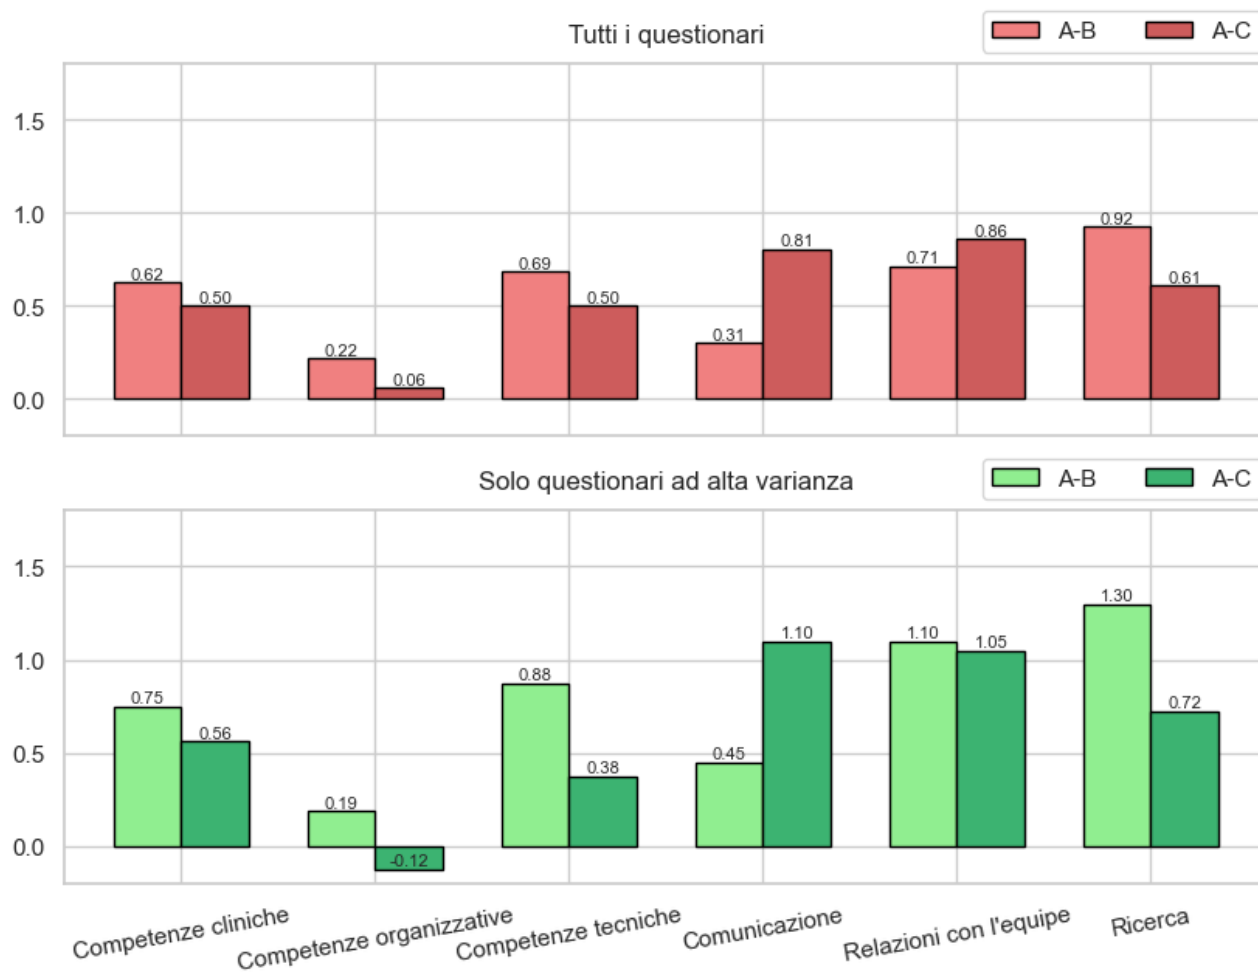 Tutti i questionari
A-B A-C
1.5
1.0
0.5
0.0
0.62 0.50 0.22 0.06 0.69 0.50 0.31 0.81 0.71 0.86 0.92 0.61
Solo questionari ad alta varianza
A-B A-C
1.5
1.0
0.5
0.0
0.75 0.56 0.19 -0.12 0.88 0.38 0.45 1.10 1.10 1.05 1.30 0.72
Competenze cliniche
Competenze organizzative
Competenze tecniche
Comunicazione
Relazioni con l'equipe
Ricerca